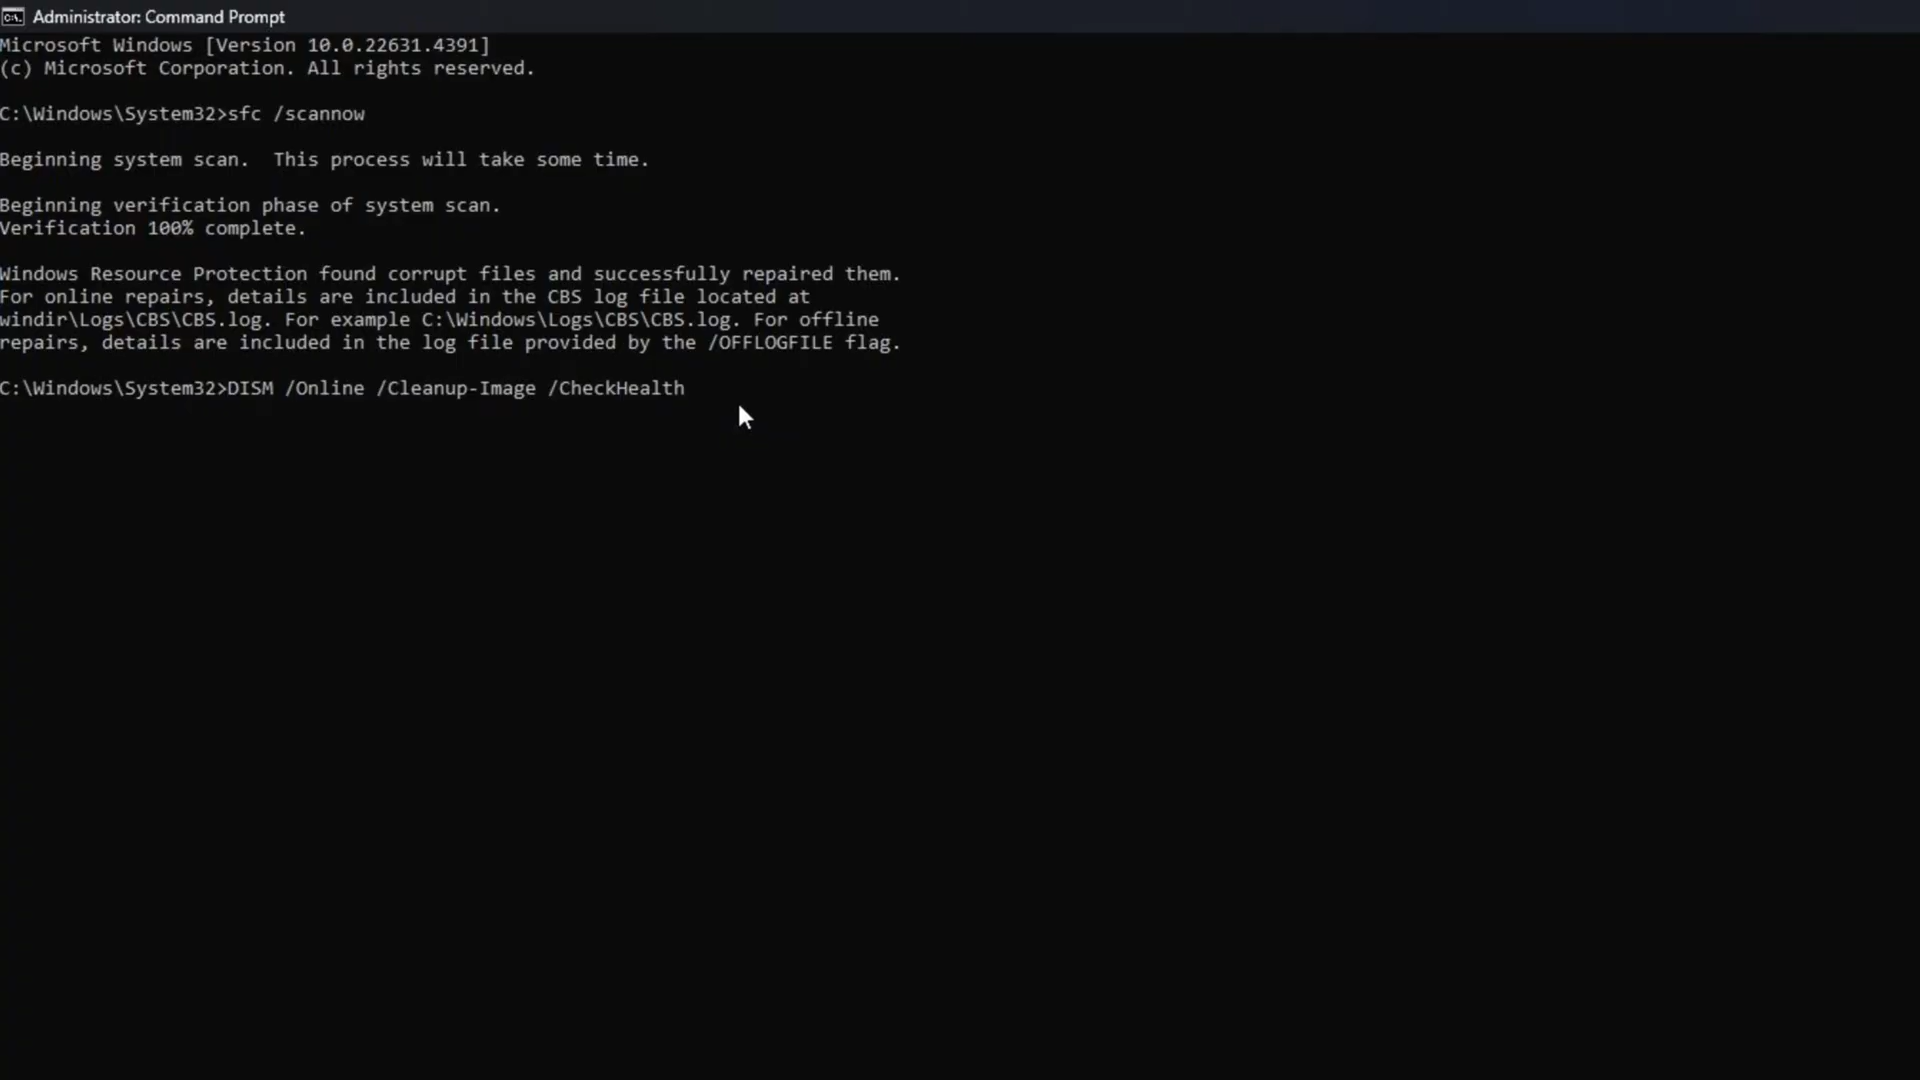 Administrator: Command Prompt
Microsoft Windows [Version 10.0.22631.4391]
(c) Microsoft Corporation. All rights reserved.
C:\Windows\System32>sfc /scannow
Beginning system scan.  This process will take some time.
Beginning verification phase of system scan.
Verification 100% complete.
Windows Resource Protection found corrupt files and successfully repaired them.
For online repairs, details are included in the CBS log file located at
windir\Logs\CBS\CBS.log. For example C:\Windows\Logs\CBS\CBS.log. For offline
repairs, details are included in the log file provided by the /OFFLOGFILE flag.
C:\Windows\System32>DISM /Online /Cleanup-Image /CheckHealth